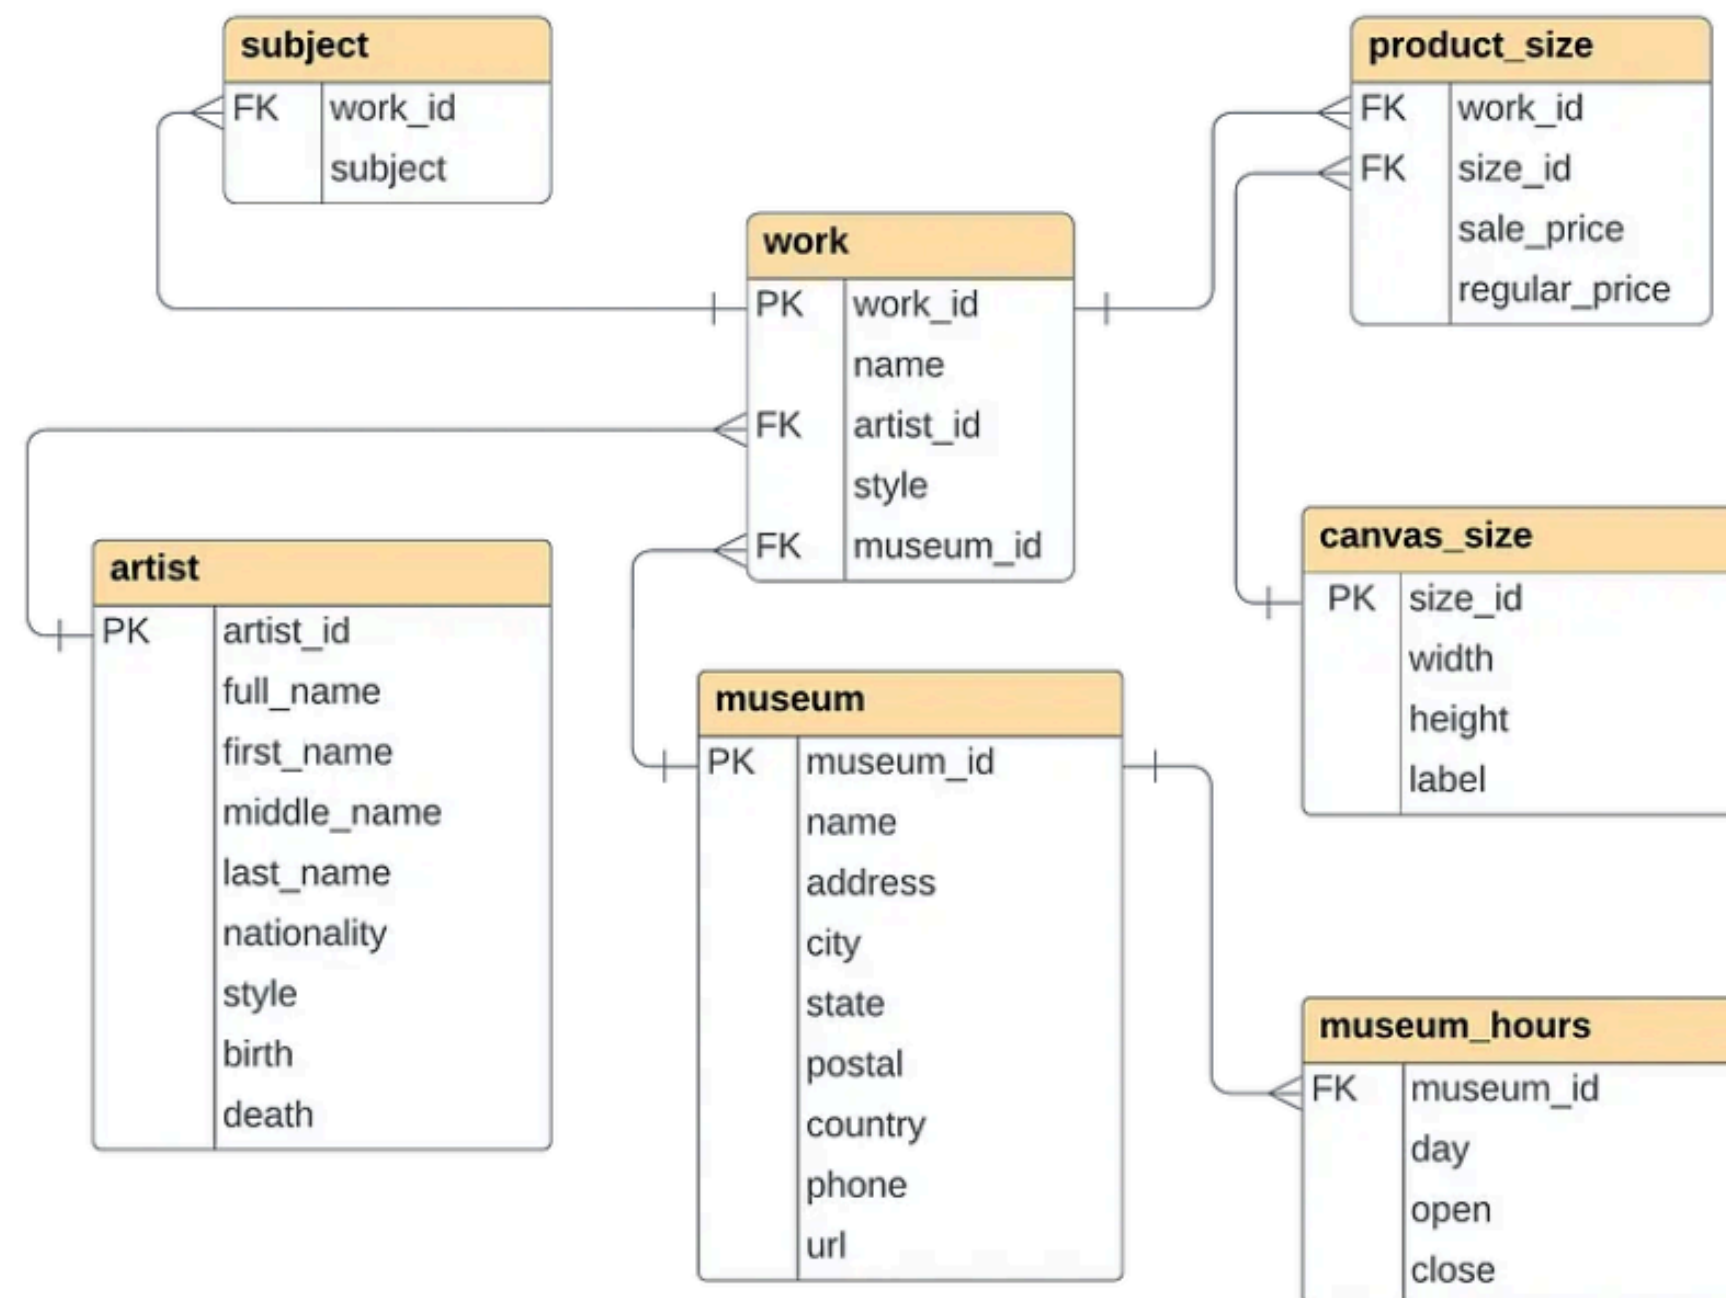 subject
FK work_id
subject
product_size
FK work_id
FK size_id
sale_price
regular_price
work
PK work_id
name
FK artist_id
style
FK museum_id
artist
PK artist_id
full_name
first_name
middle_name
last_name
nationality
style
birth
death
museum
PK museum_id
name
address
city
state
postal
country
phone
url
canvas_size
PK size_id
width
height
label
museum_hours
FK museum_id
day
open
close